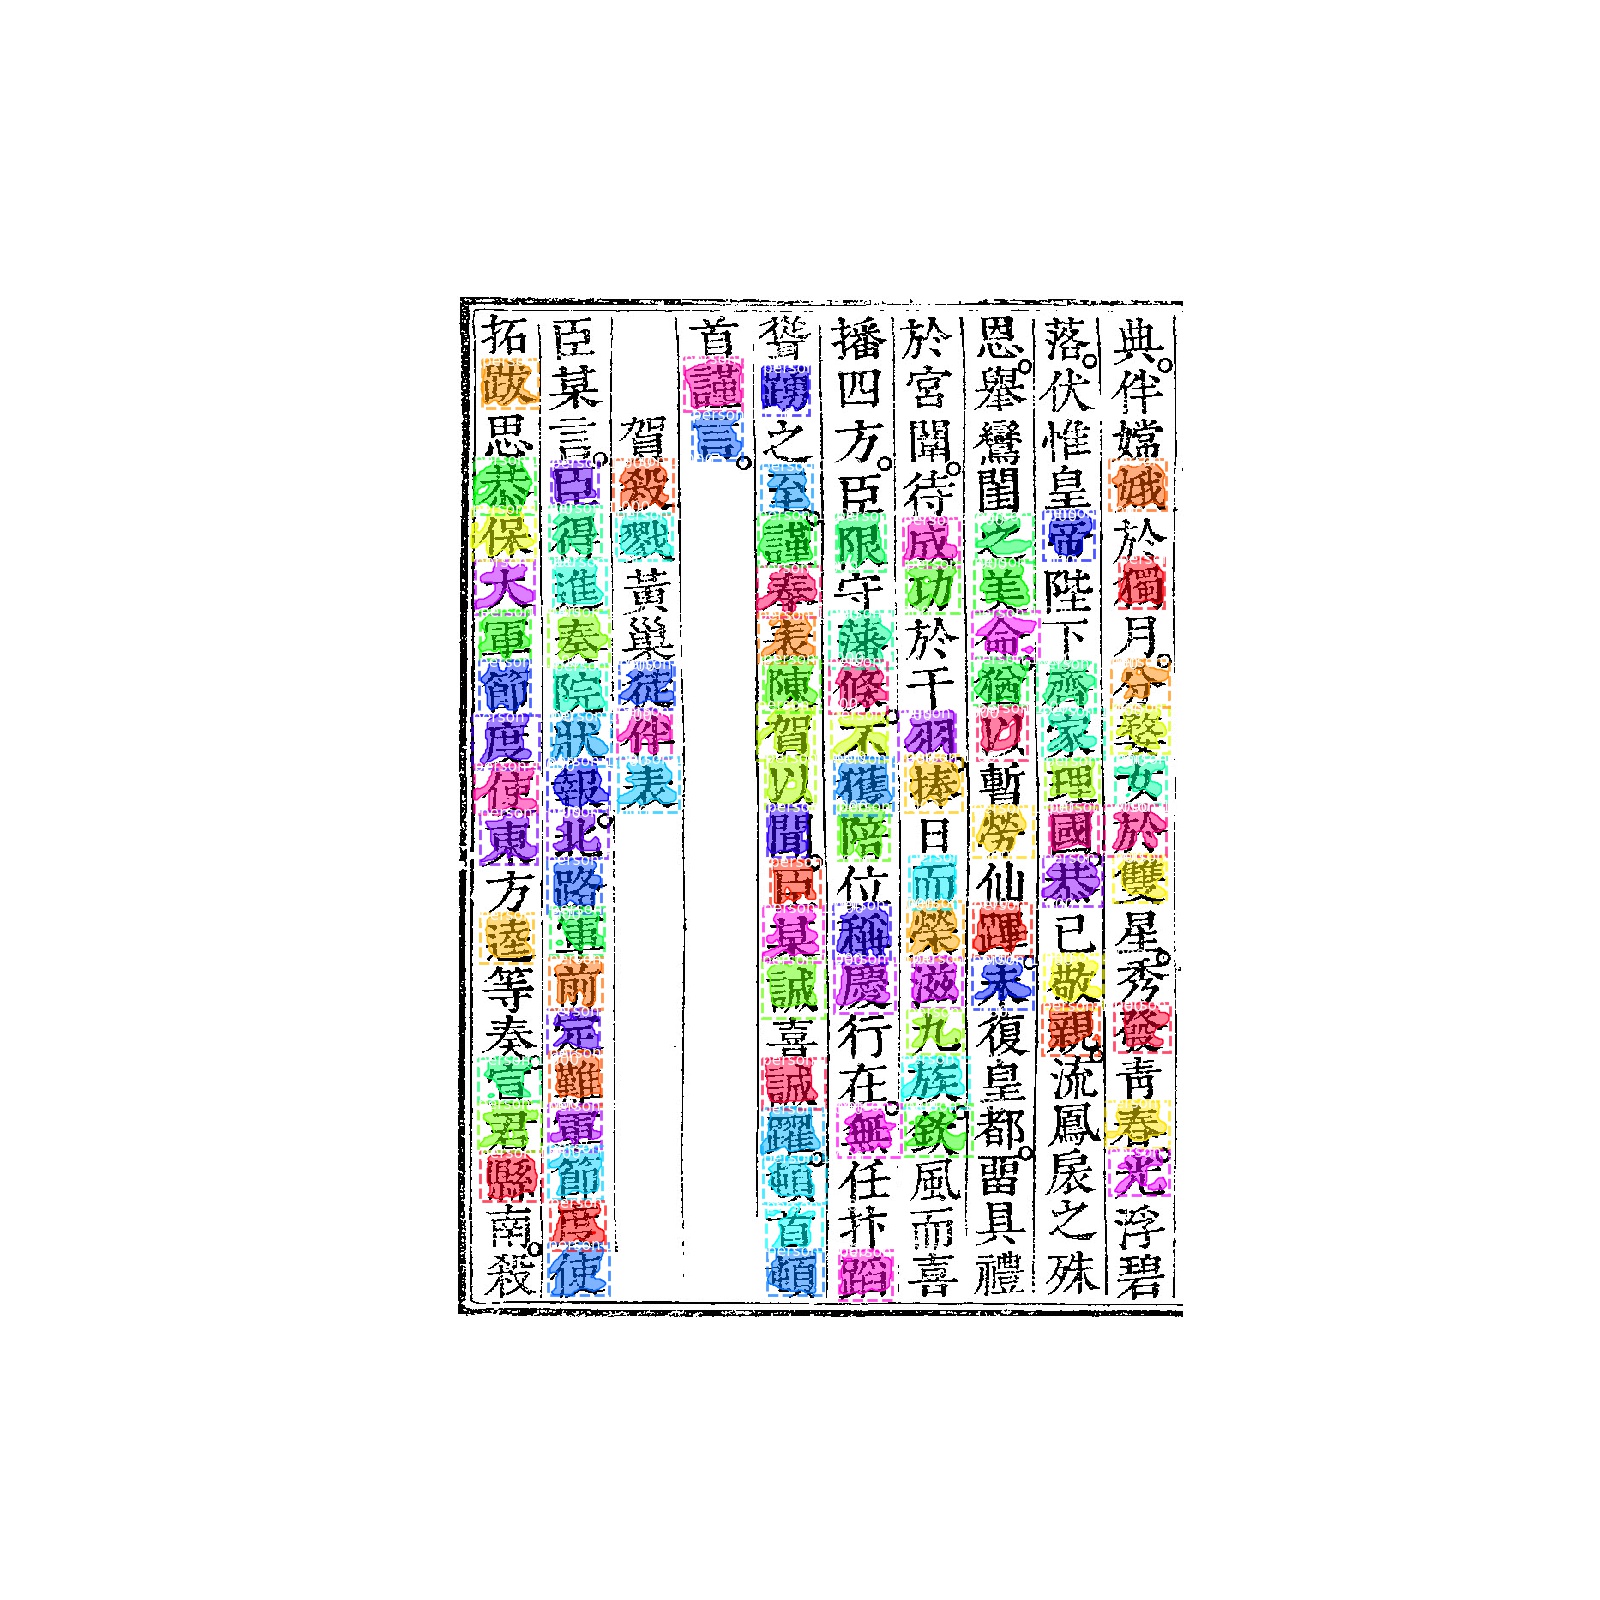 典伴嫦娥於獨月分婺女於雙星秀發青春光浮碧
落伏惟皇帝陛下齊家理國恭已敬親流鳳扆之殊
恩舉鸞閨之美命猶以暫勞仙蹕未復皇都畱具禮
於宮闈待成功於干羽捧日而榮滋九族欽風而喜
播四方臣限守藩條不獲陪位稱慶行在無任抃蹈
聳踴之至謹奉表陳賀以聞臣某誠喜誠躍頓首頓
首謹言
賀殺戮黃巢徒伴表
臣某言臣得進奏院狀報北路軍前定難軍節度使
拓跋思恭保大軍節度使東方逵等奏宜君縣南殺